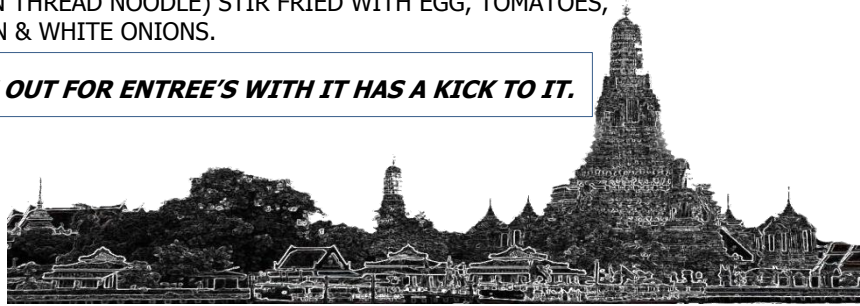 THREAD NOODLE) STIR FRIED WITH EGG, TOMATOES,
& WHITE ONIONS.
OUT FOR ENTREE'S WITH IT HAS A KICK TO IT.